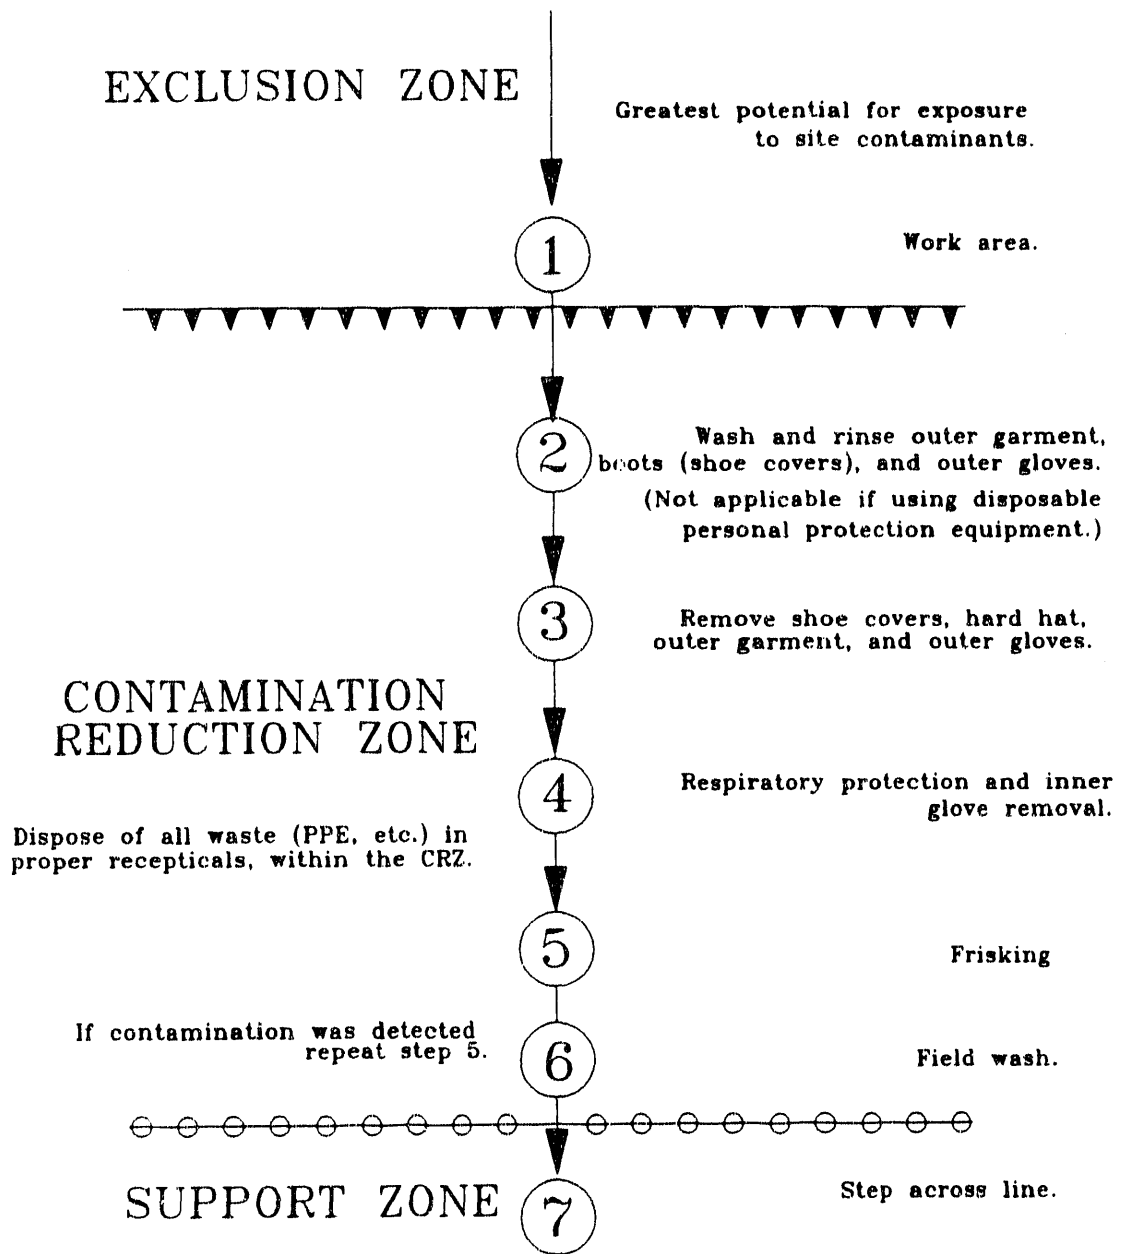 EXCLUSION ZONE
Greatest potential for exposure
to site contaminants.
1
Work area.
2
Wash and rinse outer garment,
boots (shoe covers), and outer gloves.
(Not applicable if using disposable
personal protection equipment.)
3
Remove shoe covers, hard hat,
outer garment, and outer gloves.
CONTAMINATION
REDUCTION ZONE
4
Respiratory protection and inner
glove removal.
Dispose of all waste (PPE, etc.) in
proper recepticals, within the CRZ.
5
Frisking
If contamination was detected
repeat step 5.
6
Field wash.
SUPPORT ZONE
7
Step across line.